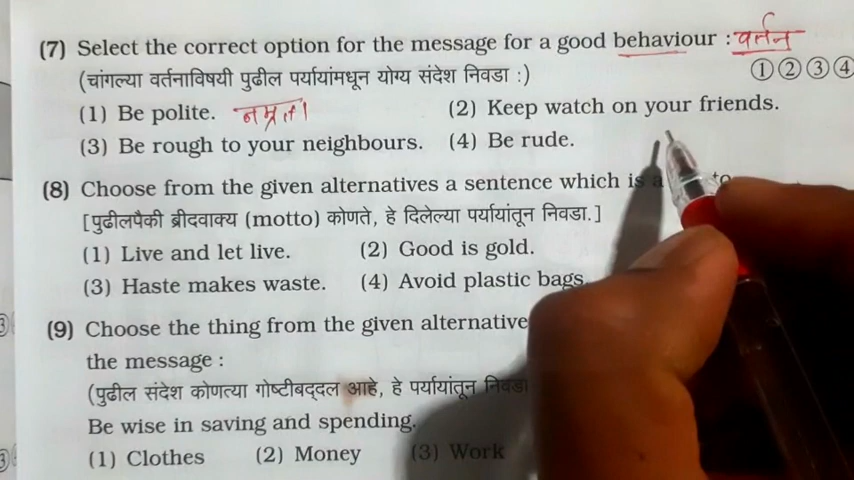 (7) Select the correct option for the message for a good behaviour : वर्तन
(चांगल्या वर्तनाविषयी पुढील पर्यायांमधून योग्य संदेश निवडा :) ① ② ③ ④
(1) Be polite. नम्रता (2) Keep watch on your friends.
(3) Be rough to your neighbours. (4) Be rude.
(8) Choose from the given alternatives a sentence which is a
[पुढीलपैकी ब्रीदवाक्य (motto) कोणते, हे दिलेल्या पर्यायांतून निवडा.]
(1) Live and let live. (2) Good is gold.
(3) Haste makes waste. (4) Avoid plastic bags
(9) Choose the thing from the given alternative
the message :
(पुढील संदेश कोणत्या गोष्टीबद्दल आहे, हे पर्यायांतून निवडा
Be wise in saving and spending.
(1) Clothes (2) Money (3) Work